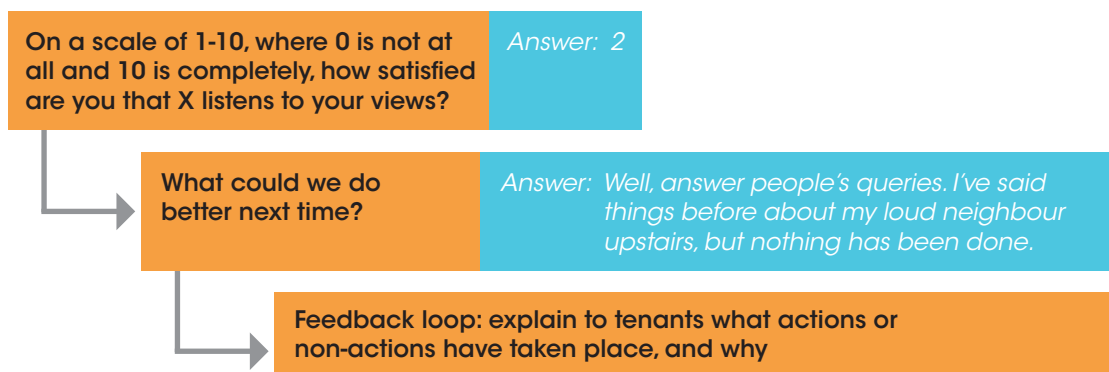 On a scale of 1-10, where 0 is not at
all and 10 is completely, how satisfied
are you that X listens to your views?
Answer: 2
What could we do
better next time?
Answer: Well, answer people's queries. I've said
things before about my loud neighbour
upstairs, but nothing has been done.
Feedback loop: explain to tenants what actions or
non-actions have taken place, and why